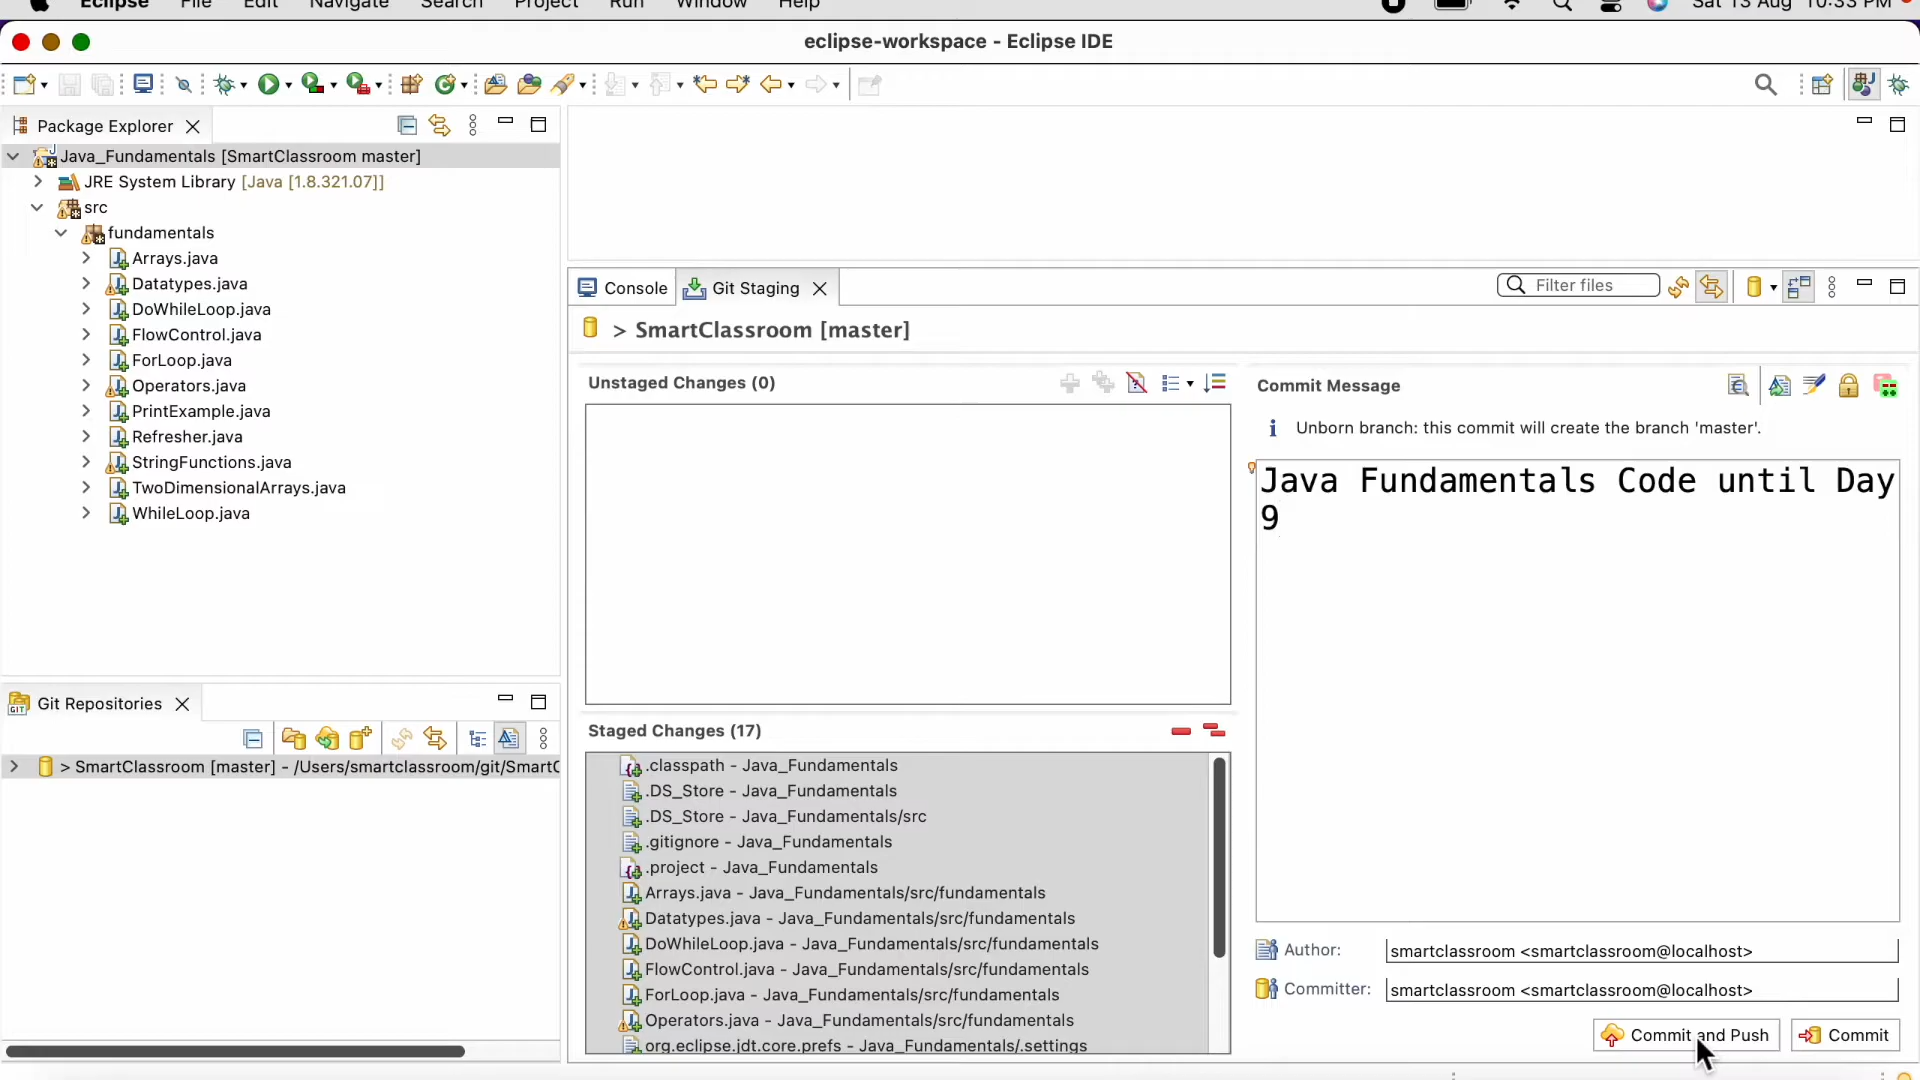 Eclipse File Edit Navigate Search Project Run Window Help Sat 13 Aug 10:33 PM
eclipse-workspace - Eclipse IDE
Package Explorer
Java_Fundamentals [SmartClassroom master]
JRE System Library [Java [1.8.321.07]]
src
fundamentals
Arrays.java
Datatypes.java
DoWhileLoop.java
FlowControl.java
ForLoop.java
Operators.java
PrintExample.java
Refresher.java
StringFunctions.java
TwoDimensionalArrays.java
WhileLoop.java
Git Repositories
> SmartClassroom [master] - /Users/smartclassroom/git/SmartC
Console Git Staging Filter files
> SmartClassroom [master]
Unstaged Changes (0)
Staged Changes (17)
.classpath - Java_Fundamentals
.DS_Store - Java_Fundamentals
.DS_Store - Java_Fundamentals/src
.gitignore - Java_Fundamentals
.project - Java_Fundamentals
Arrays.java - Java_Fundamentals/src/fundamentals
Datatypes.java - Java_Fundamentals/src/fundamentals
DoWhileLoop.java - Java_Fundamentals/src/fundamentals
FlowControl.java - Java_Fundamentals/src/fundamentals
ForLoop.java - Java_Fundamentals/src/fundamentals
Operators.java - Java_Fundamentals/src/fundamentals
org.eclipse.jdt.core.prefs - Java_Fundamentals/.settings
Commit Message
Unborn branch: this commit will create the branch 'master'.
Java Fundamentals Code until Day
9
Author: smartclassroom <smartclassroom@localhost>
Committer: smartclassroom <smartclassroom@localhost>
Commit and Push Commit